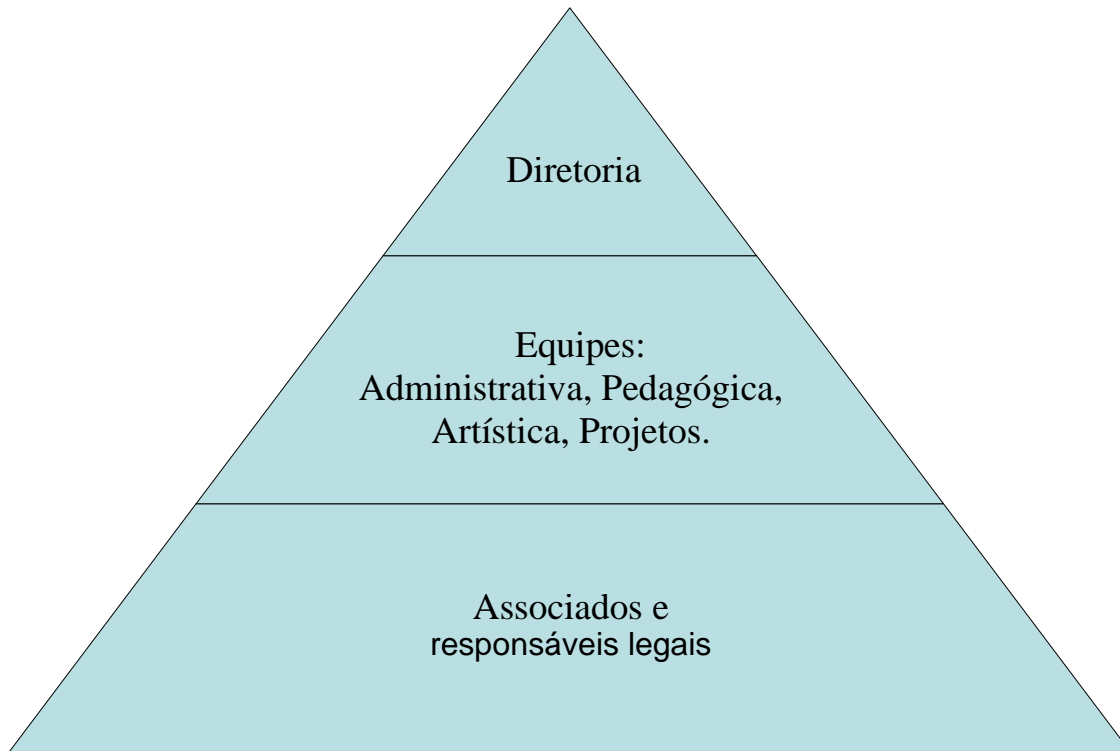 Diretoria
Equipes:
Administrativa, Pedagógica,
Artística, Projetos.
Associados e
responsáveis legais